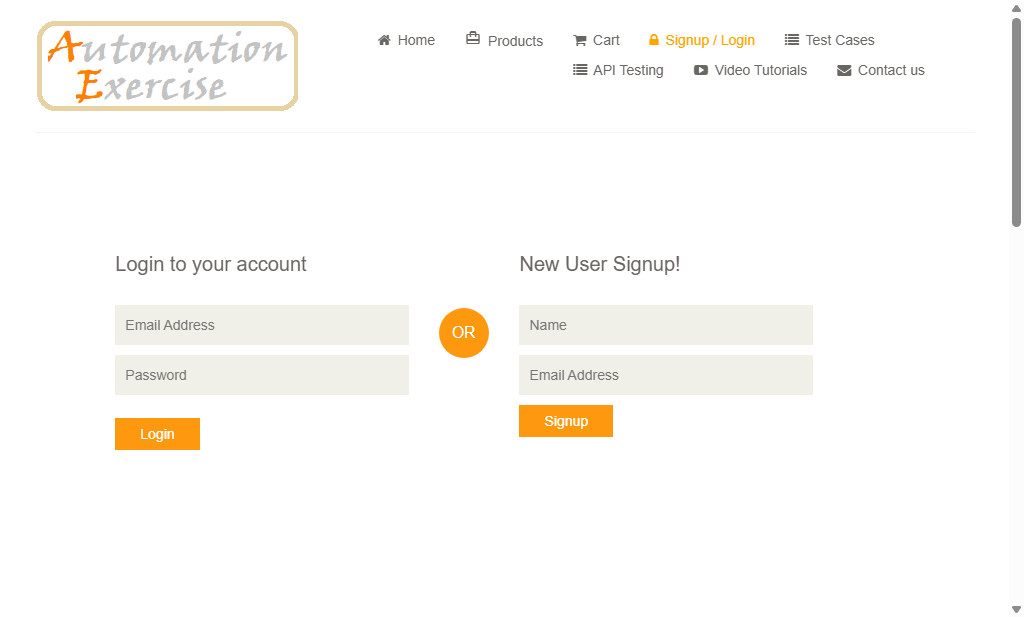 Automation
Exercise
Home
Products
Cart
Signup / Login
Test Cases
API Testing
Video Tutorials
Contact us
Login to your account
Email Address
Password
Login
OR
New User Signup!
Name
Email Address
Signup